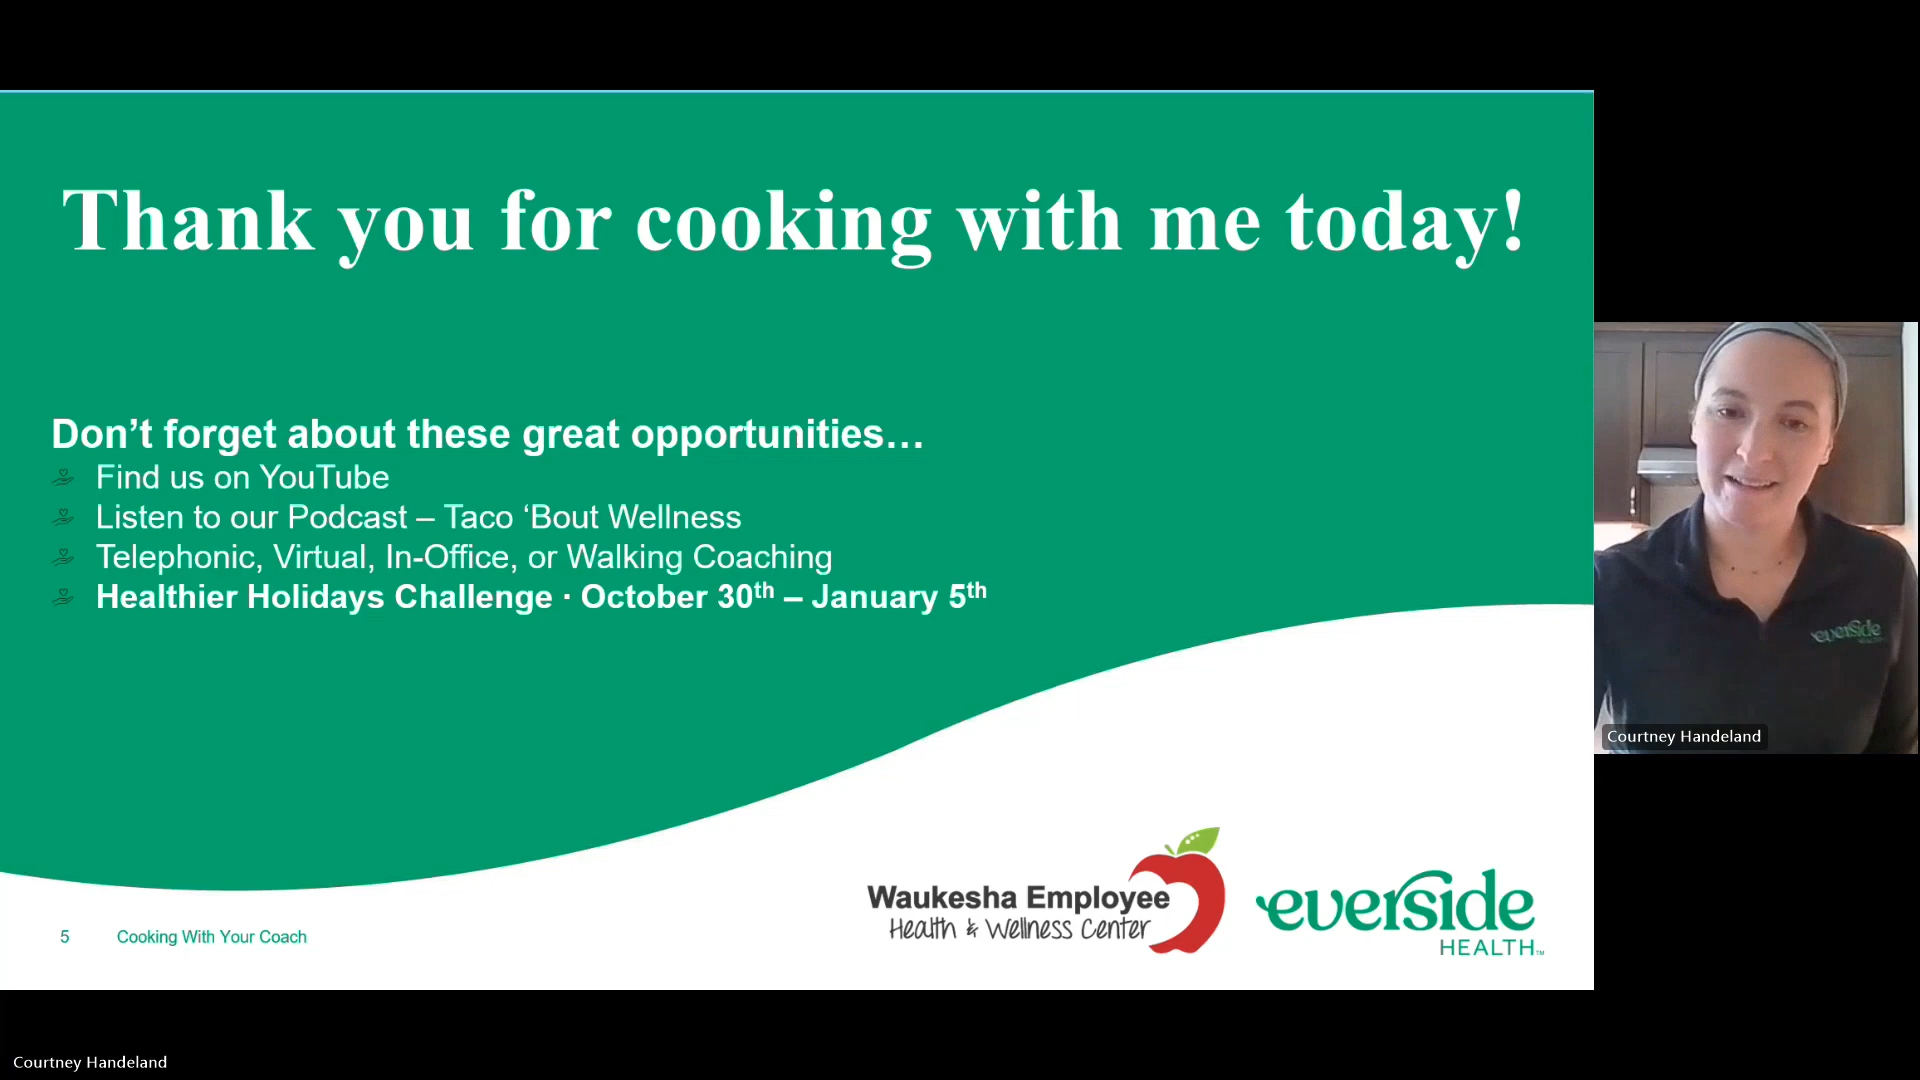 Thank you for cooking with me today!
Don’t forget about these great opportunities…
Find us on YouTube
Listen to our Podcast – Taco ‘Bout Wellness
Telephonic, Virtual, In-Office, or Walking Coaching
Healthier Holidays Challenge · October 30th – January 5th
everside
HEALTH
Courtney Handeland
Waukesha Employee
Health & Wellness Center
everside
HEALTH™
5 Cooking With Your Coach
Courtney Handeland